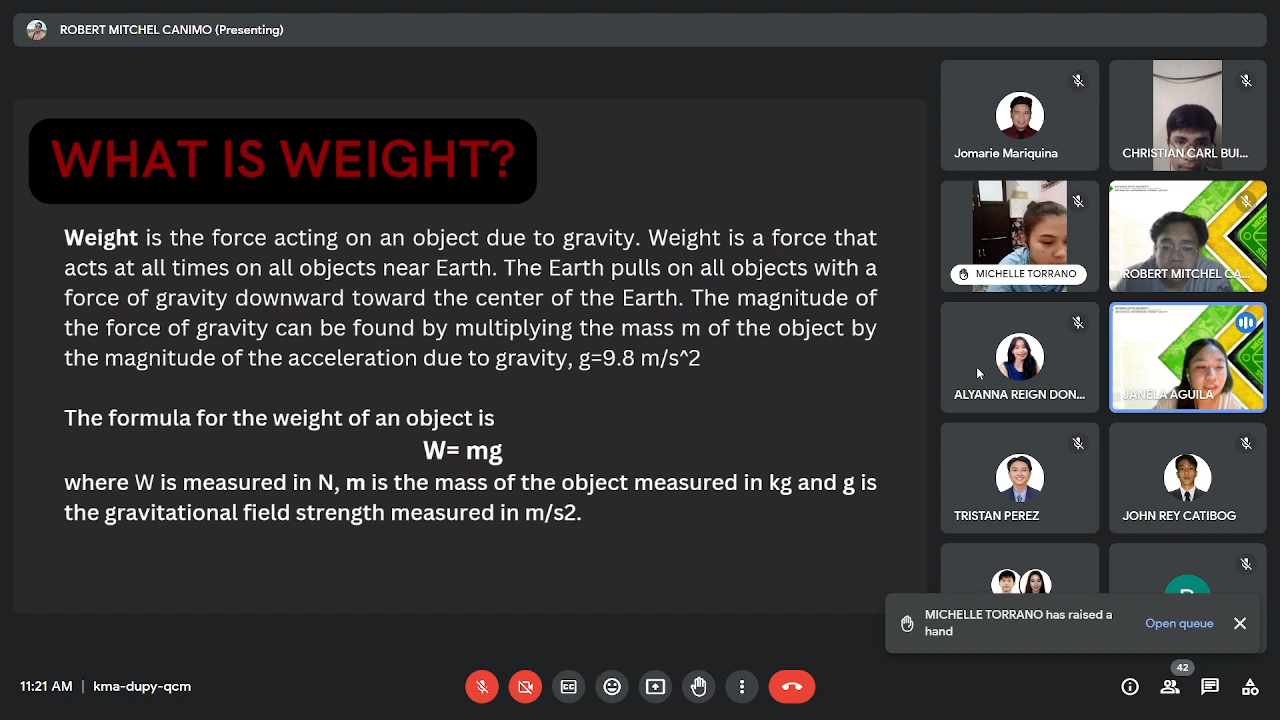 ROBERT MITCHEL CANIMO (Presenting)
WHAT IS WEIGHT?
Weight is the force acting on an object due to gravity. Weight is a force that
acts at all times on all objects near Earth. The Earth pulls on all objects with a
force of gravity downward toward the center of the Earth. The magnitude of
the force of gravity can be found by multiplying the mass m of the object by
the magnitude of the acceleration due to gravity, g=9.8 m/s^2
The formula for the weight of an object is
W= mg
where W is measured in N, m is the mass of the object measured in kg and g is
the gravitational field strength measured in m/s2.
Jomarie Mariquina
CHRISTIAN CARL BUI...
MICHELLE TORRANO
ROBERT MITCHEL CA...
ALYANNA REIGN DON...
JANELA AGUILA
TRISTAN PEREZ
JOHN REY CATIBOG
MICHELLE TORRANO has raised a
hand
Open queue
42
11:21 AM | kma-dupy-qcm